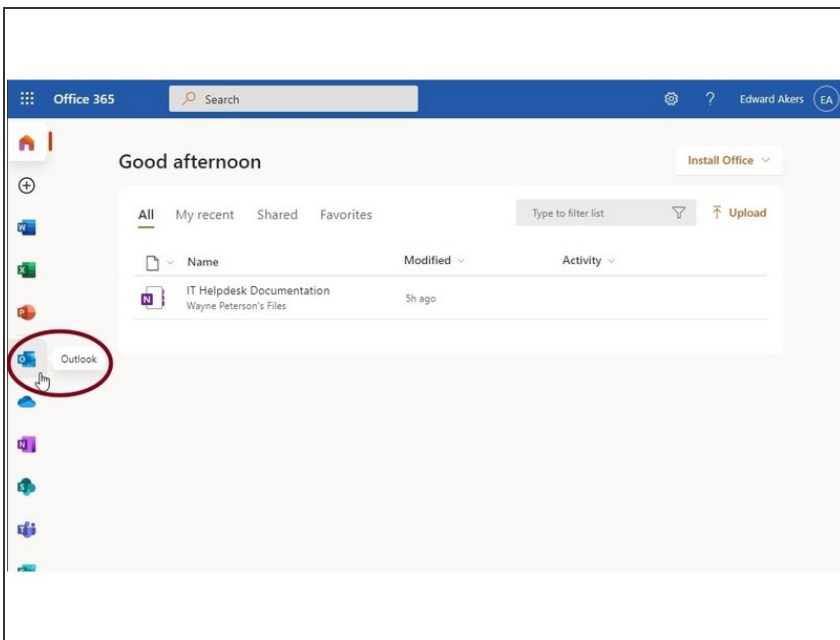 Office 365
Search
?
Edward Akers
EA
Good afternoon
Install Office
All
My recent
Shared
Favorites
Type to filter list
Upload
Name
Modified
Activity
N
IT Helpdesk Documentation
Wayne Peterson's Files
5h ago
W
X
P
O
Outlook
N
S
T